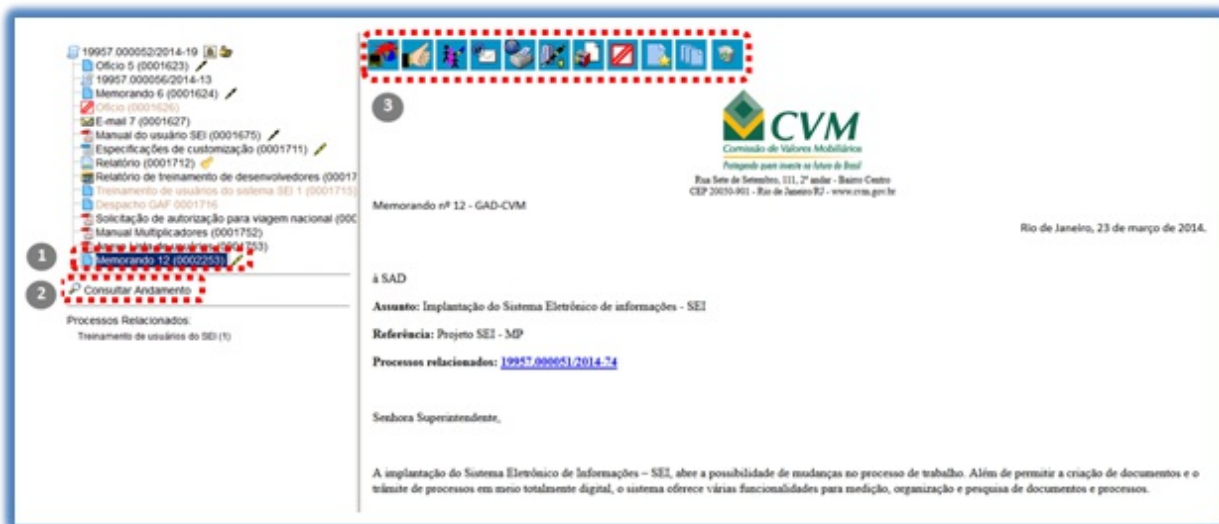 19957.000052/2014-19
Ofício 5 (0001623)
19957.000056/2014-13
Memorando 6 (0001624)
Ofício (0001626)
E-mail 7 (0001627)
Manual do usuário SEI (0001675)
Especificações de customização (0001711)
Relatório (0001712)
Relatório de treinamento de desenvolvedores (00017
Treinamento de usuários do sistema SEI 1 (0001715)
Despacho GAF 0001716
Solicitação de autorização para viagem nacional (000
Manual Multiplicadores (0001752)
Anexo Lista de usuários (0001753)
1
Memorando 12 (0002253)
2
Consultar Andamento
Processos Relacionados:
Treinamento de usuários do SEI (1)
3
CVM
Comissão de Valores Mobiliários
Protegendo quem investe no futuro do Brasil
Rua Sete de Setembro, 111, 2º andar - Bairro Centro
CEP 20050-901 - Rio de Janeiro/RJ - www.cvm.gov.br
Memorando nº 12 - GAD-CVM
Rio de Janeiro, 23 de março de 2014.
à SAD
Assunto: Implantação do Sistema Eletrônico de informações - SEI
Referência: Projeto SEI - MP
Processos relacionados: 19957.000051/2014-74
Senhora Superintendente,
A implantação do Sistema Eletrônico de Informações – SEI, abre a possibilidade de mudanças no processo de trabalho. Além de permitir a criação de documentos e o
trâmite de processos em meio totalmente digital, o sistema oferece várias funcionalidades para medição, organização e pesquisa de documentos e processos.